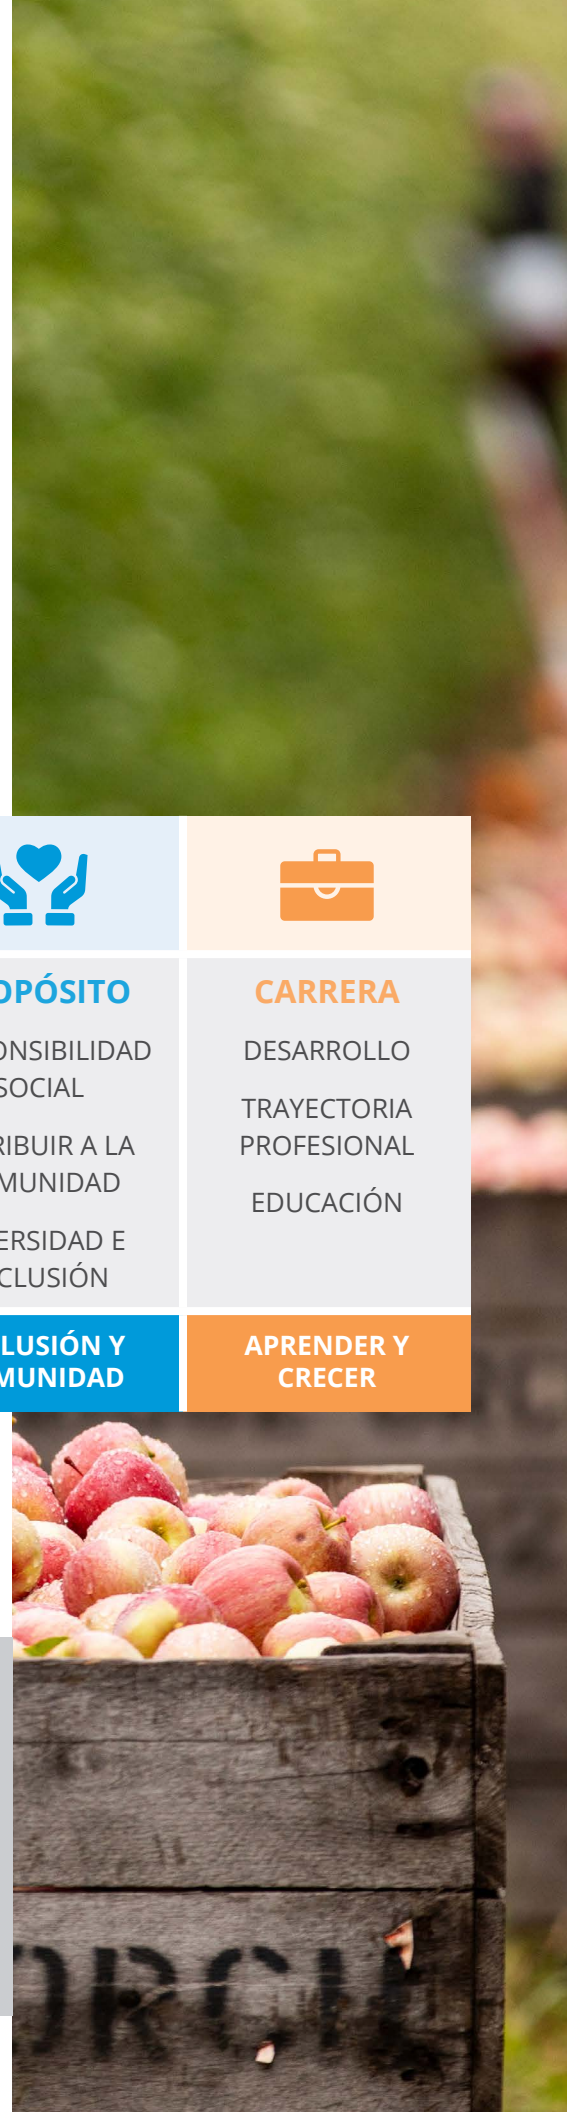 OPÓSITO
ONSIBILIDAD
SOCIAL
RIBUIR A LA
MUNIDAD
ERSIDAD E
CLUSIÓN
LUSIÓN Y
MUNIDAD
CARRERA
DESARROLLO
TRAYECTORIA
PROFESIONAL
EDUCACIÓN
APRENDER Y
CRECER